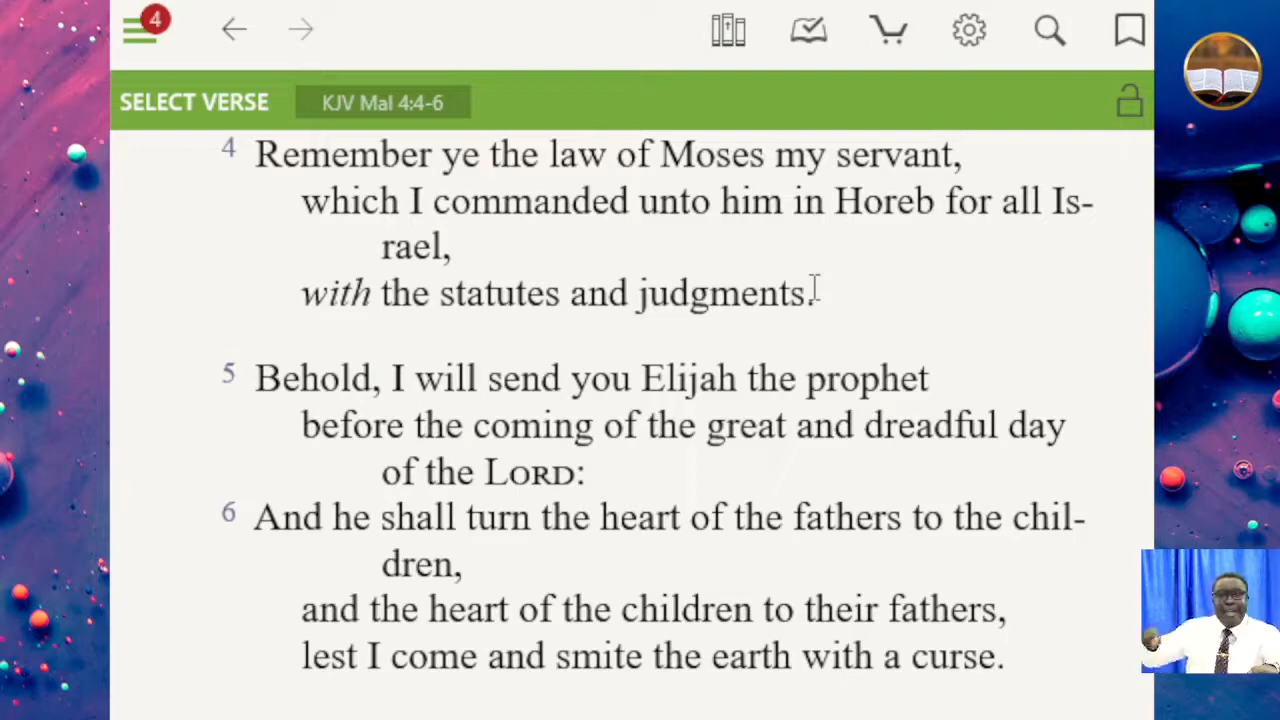 4
SELECT VERSE KJV Mal 4:4-6
4 Remember ye the law of Moses my servant,
which I commanded unto him in Horeb for all Is-
rael,
with the statutes and judgments.
5 Behold, I will send you Elijah the prophet
before the coming of the great and dreadful day
of the LORD:
6 And he shall turn the heart of the fathers to the chil-
dren,
and the heart of the children to their fathers,
lest I come and smite the earth with a curse.